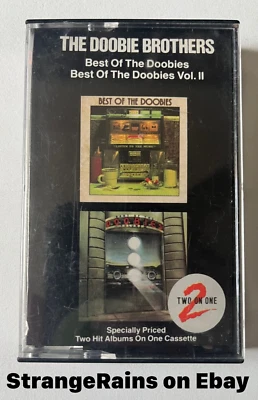 THE DOOBIE BROTHERS
Best Of The Doobies
Best Of The Doobies Vol. II
BEST OF THE DOOBIES
DOOBIES
2
TWO ON ONE
Specially Priced
Two Hit Albums On One Cassette
StrangeRains on Ebay